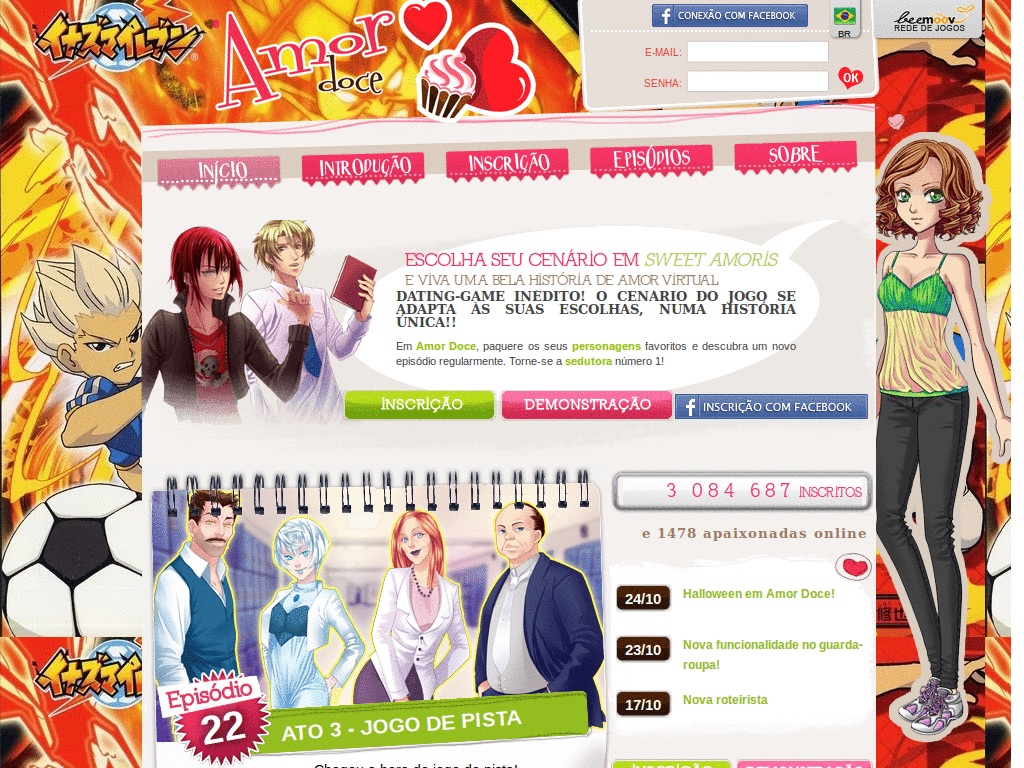 イナズマイレブン
Amor
doce
CONEXÃO COM FACEBOOK
BR
beemoov
REDE DE JOGOS
E-MAIL:
SENHA:
OK
INÍCIO
INTRODUÇÃO
INSCRIÇÃO
EPISÓDIOS
SOBRE
ESCOLHA SEU CENÁRIO EM SWEET AMORIS
E VIVA UMA BELA HISTÓRIA DE AMOR VIRTUAL
DATING-GAME INÉDITO! O CENÁRIO DO JOGO SE
ADAPTA ÀS SUAS ESCOLHAS, NUMA HISTÓRIA
ÚNICA!!
Em Amor Doce, paquere os seus personagens favoritos e descubra um novo
episódio regularmente. Torne-se a sedutora número 1!
INSCRIÇÃO
DEMONSTRAÇÃO
INSCRIÇÃO COM FACEBOOK
3 084 687 INSCRITOS
e 1478 apaixonadas online
24/10
Halloween em Amor Doce!
23/10
Nova funcionalidade no guarda-
roupa!
17/10
Nova roteirista
Episódio
22
ATO 3 - JOGO DE PISTA
Chegou a hora do jogo de pista!
INSCRIÇÃO
DEMONSTRAÇÃO
イナズマイレブン